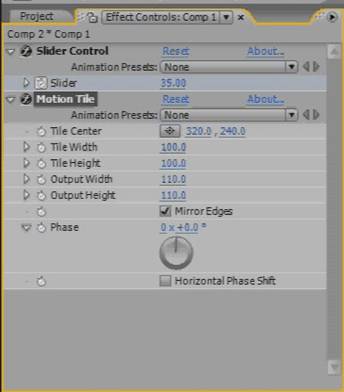 Project Effect Controls: Comp 1
Comp 2 * Comp 1
Slider Control Reset About...
Animation Presets: None
Slider 35.00
Motion Tile Reset About...
Animation Presets: None
Tile Center 320.0, 240.0
Tile Width 100.0
Tile Height 100.0
Output Width 110.0
Output Height 110.0
Mirror Edges
Phase 0 x +0.0 °
Horizontal Phase Shift